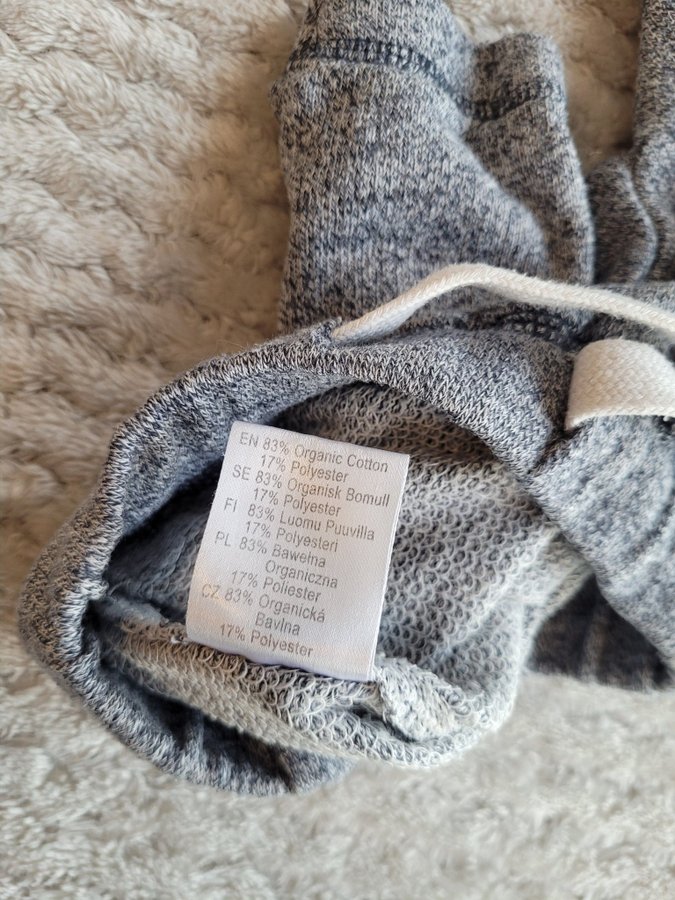 EN 83% Organic Cotton
17% Polyester
SE 83% Organisk Bomull
17% Polyester
FI 83% Luomu Puuvilla
17% Polyesteri
PL 83% Bawełna
Organiczna
17% Poliester
CZ 83% Organická
Bavlna
17% Polyester